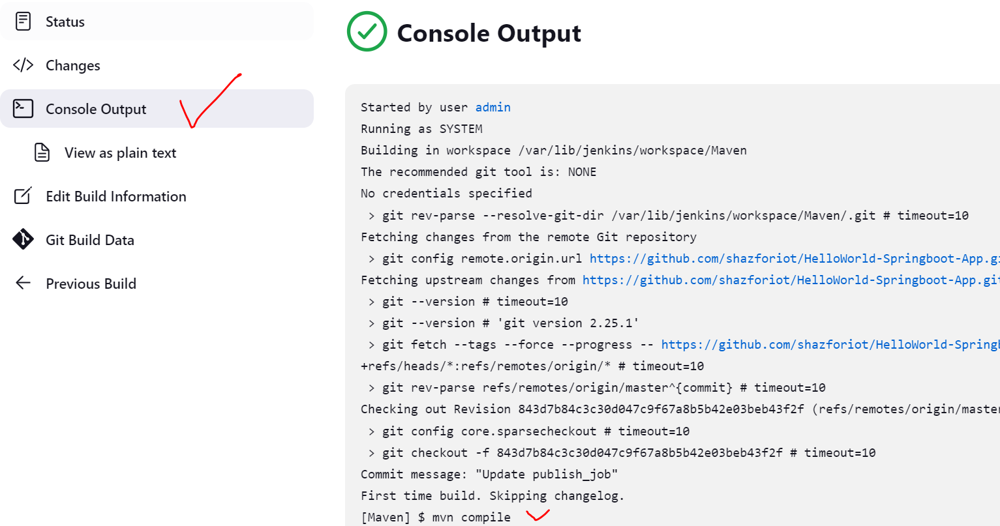 Status
Changes
Console Output
View as plain text
Edit Build Information
Git Build Data
Previous Build
Console Output
Started by user admin
Running as SYSTEM
Building in workspace /var/lib/jenkins/workspace/Maven
The recommended git tool is: NONE
No credentials specified
> git rev-parse --resolve-git-dir /var/lib/jenkins/workspace/Maven/.git # timeout=10
Fetching changes from the remote Git repository
> git config remote.origin.url https://github.com/shazforiot/HelloWorld-Springboot-App.gi
Fetching upstream changes from https://github.com/shazforiot/HelloWorld-Springboot-App.git
> git --version # timeout=10
> git --version # 'git version 2.25.1'
> git fetch --tags --force --progress -- https://github.com/shazforiot/HelloWorld-Spring
+refs/heads/*:refs/remotes/origin/* # timeout=10
> git rev-parse refs/remotes/origin/master^{commit} # timeout=10
Checking out Revision 843d7b84c3c30d047c9f67a8b5b42e03beb43f2f (refs/remotes/origin/master
> git config core.sparsecheckout # timeout=10
> git checkout -f 843d7b84c3c30d047c9f67a8b5b42e03beb43f2f # timeout=10
Commit message: "Update publish_job"
First time build. Skipping changelog.
[Maven] $ mvn compile